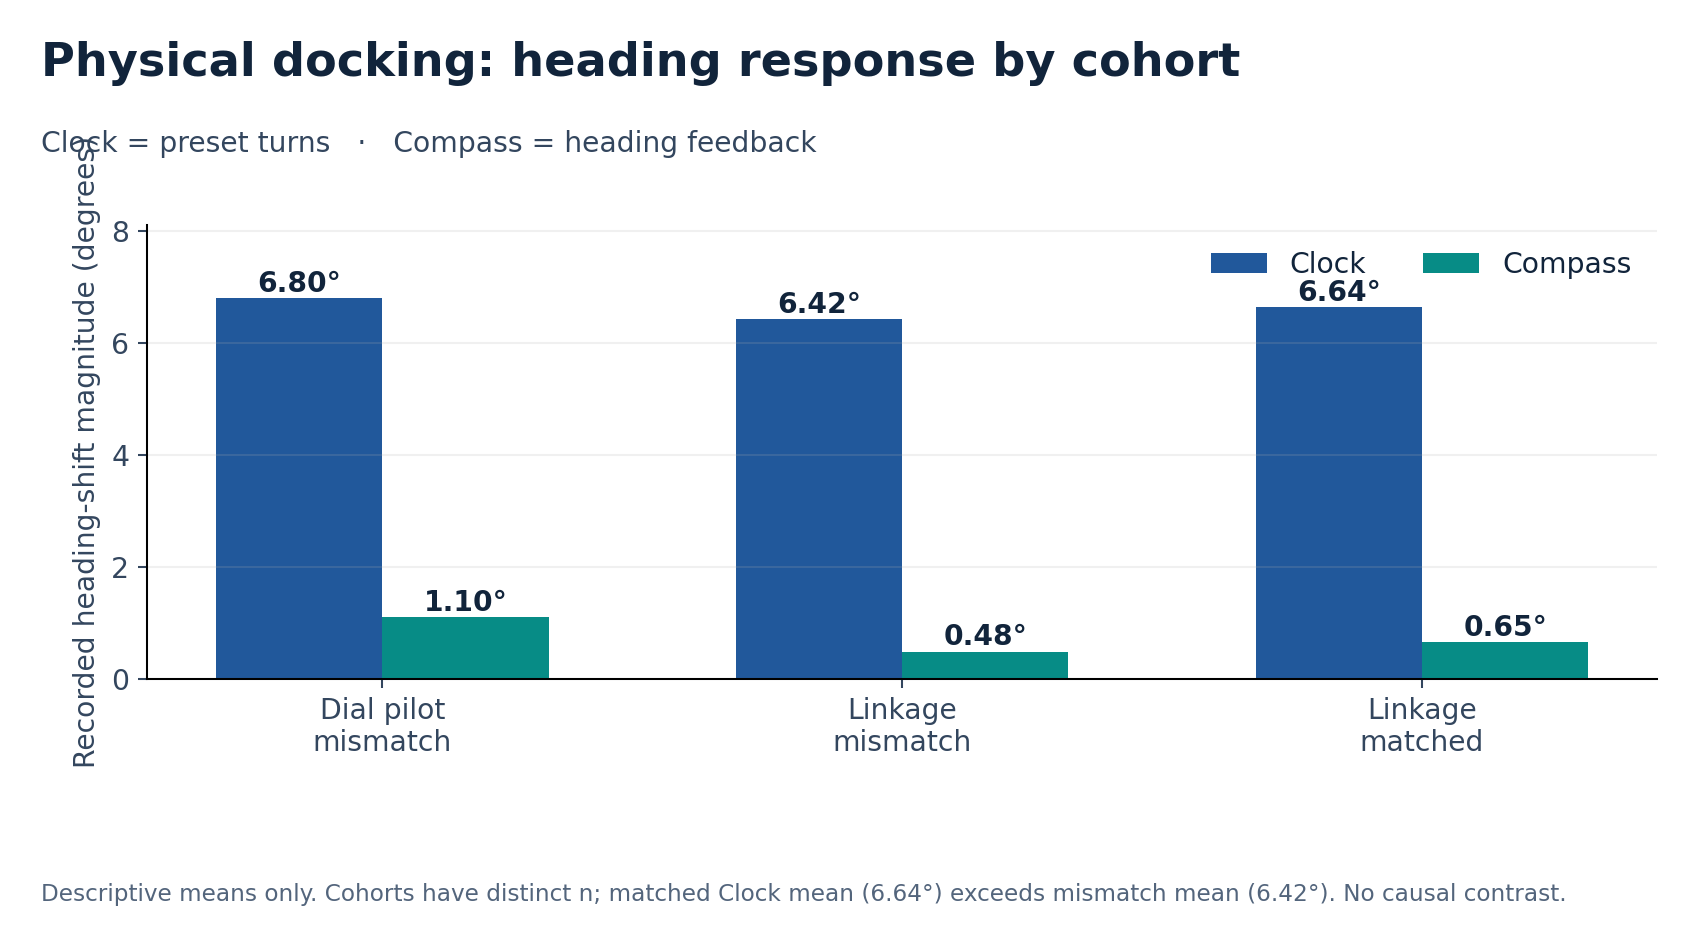 Physical docking: heading response by cohort
Clock = preset turns · Compass = heading feedback
Recorded heading-shift magnitude (degrees)
8
6
4
2
0
Clock
Compass
6.80°
1.10°
6.42°
0.48°
6.64°
0.65°
Dial pilot
mismatch
Linkage
mismatch
Linkage
matched
Descriptive means only. Cohorts have distinct n; matched Clock mean (6.64°) exceeds mismatch mean (6.42°). No causal contrast.